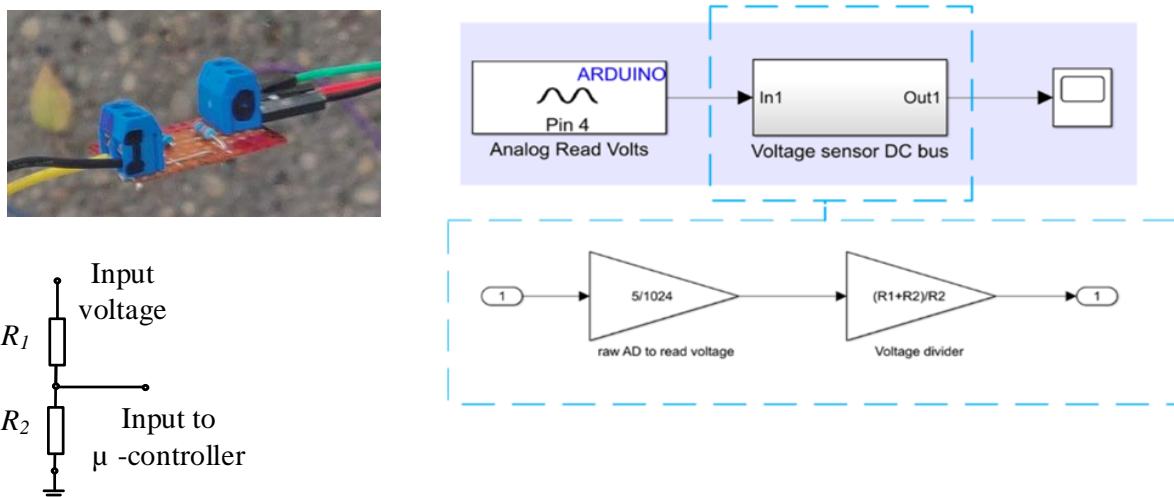 ARDUINO
Pin 4
Analog Read Volts
In1
Out1
Voltage sensor DC bus
Input
voltage
R1
R2
Input to
μ -controller
1
5/1024
raw AD to read voltage
(R1+R2)/R2
Voltage divider
1